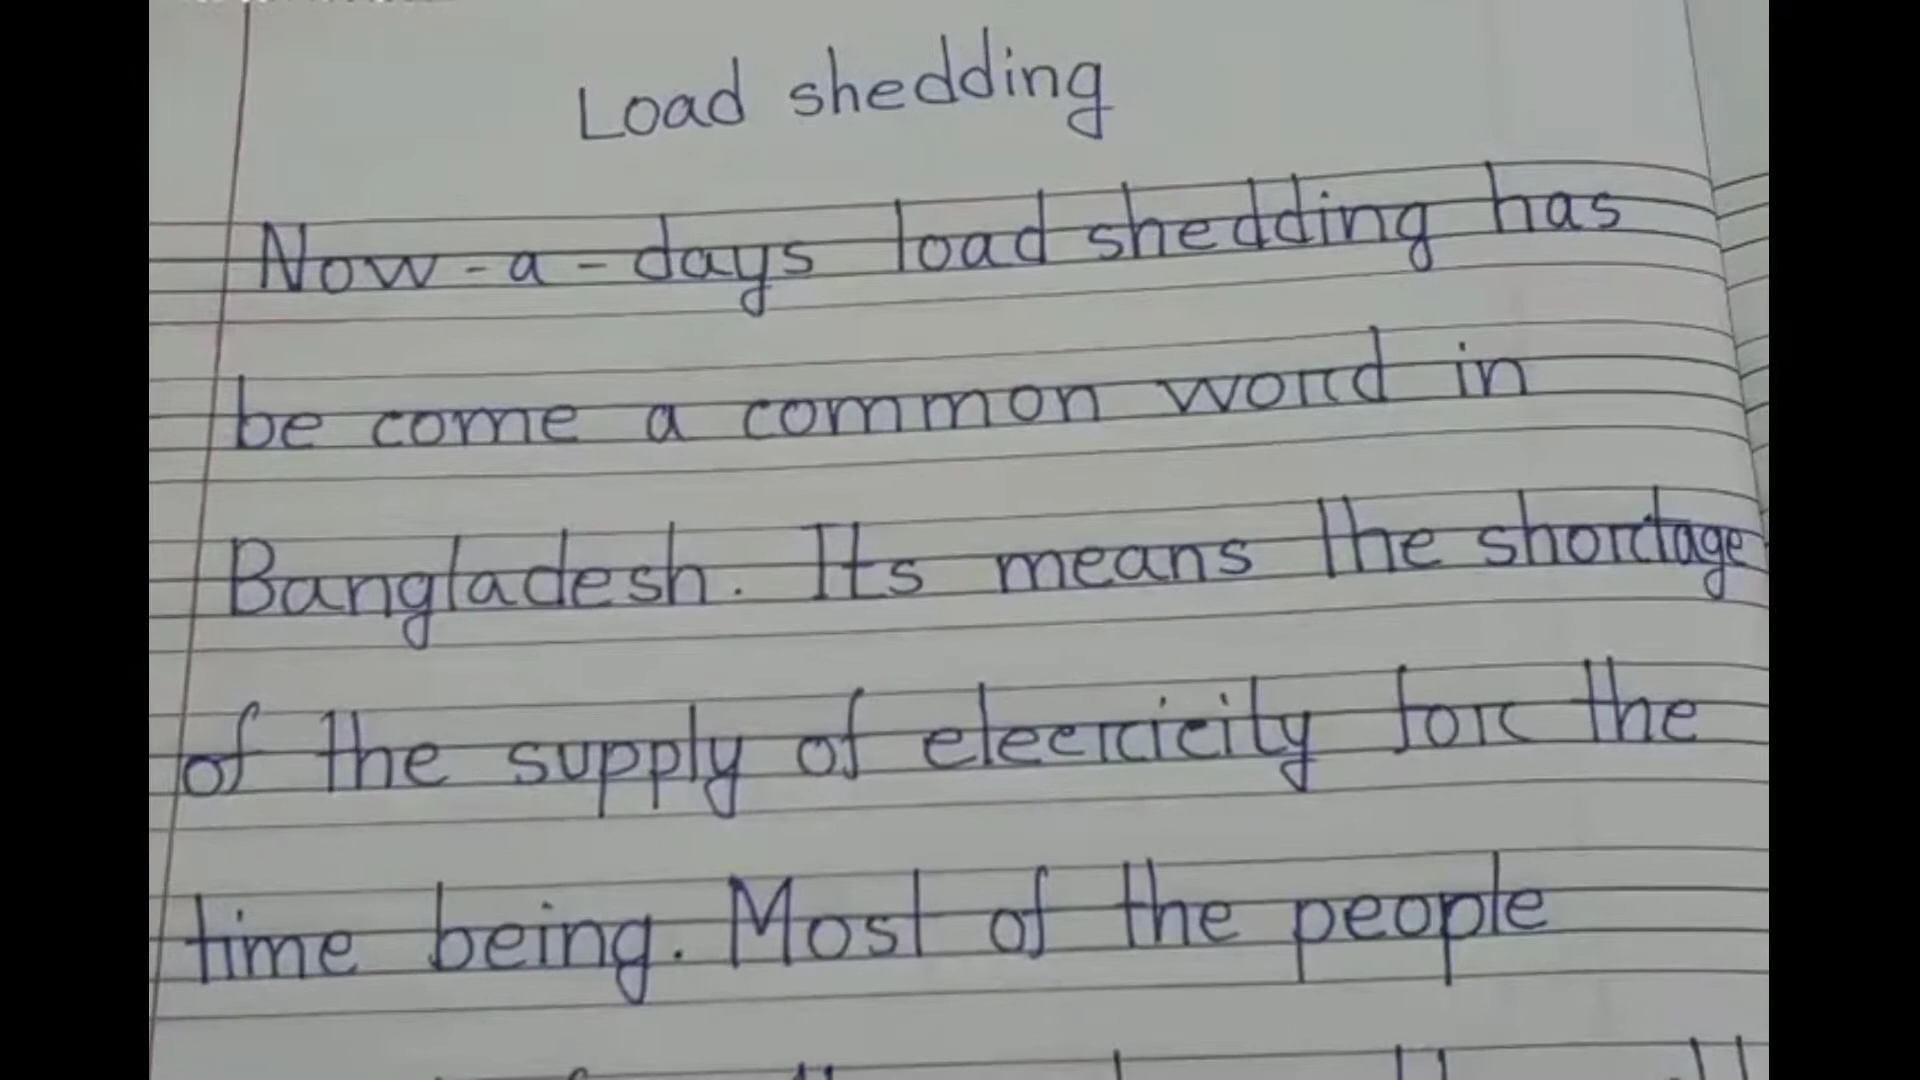 Load shedding
Now-a-days load shedding has
be come a common word in
Bangladesh. Its means the shortage
of the supply of eleercicity for the
time being. Most of the people